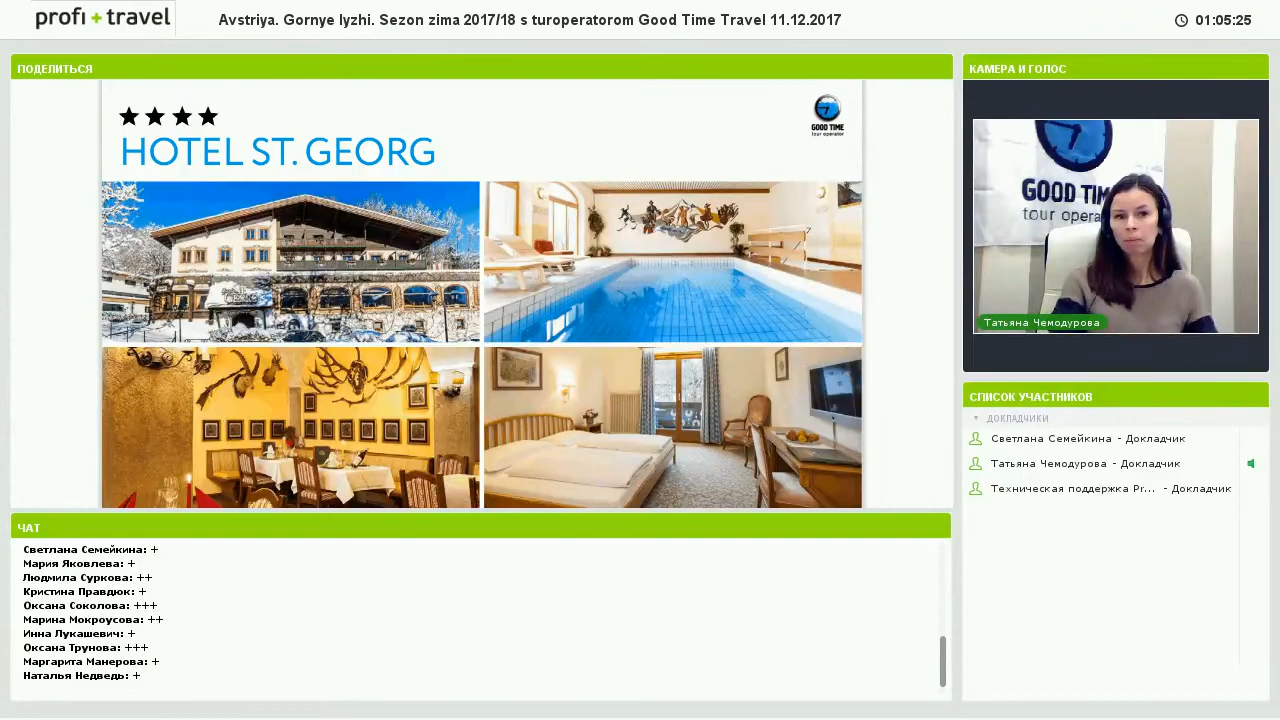 profi + travel
Avstriya. Gornye lyzhi. Sezon zima 2017/18 s turoperatorom Good Time Travel 11.12.2017
01:05:25
ПОДЕЛИТЬСЯ
★★★★
HOTEL ST. GEORG
GOOD TIME
tour operator
КАМЕРА И ГОЛОС
GOOD TIME
tour opera
Татьяна Чемодурова
СПИСОК УЧАСТНИКОВ
ДОКЛАДЧИКИ
Светлана Семейкина - Докладчик
Татьяна Чемодурова - Докладчик
Техническая поддержка Pr... - Докладчик
ЧАТ
Светлана Семейкина: +
Мария Яковлева: +
Людмила Суркова: ++
Кристина Правдюк: +
Оксана Соколова: +++
Марина Мокроусова: ++
Инна Лукашевич: +
Оксана Трунова: +++
Маргарита Манерова: +
Наталья Недведь: +